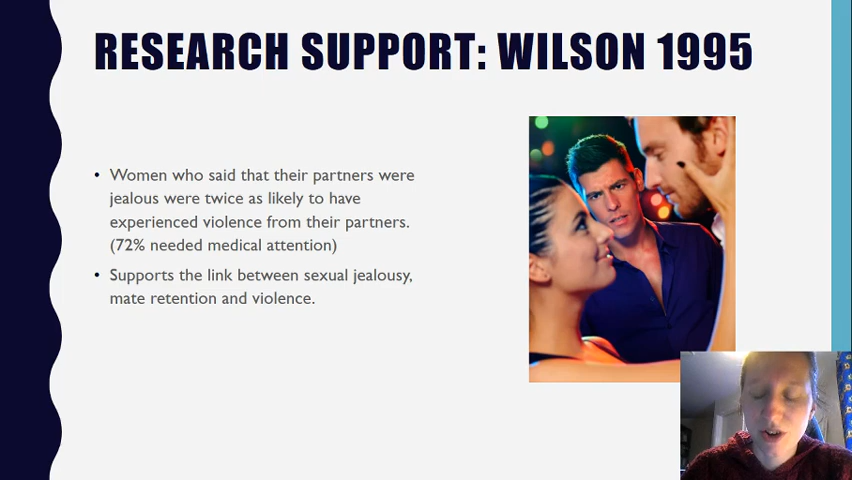 RESEARCH SUPPORT: WILSON 1995
• Women who said that their partners were
jealous were twice as likely to have
experienced violence from their partners.
(72% needed medical attention)
• Supports the link between sexual jealousy,
mate retention and violence.